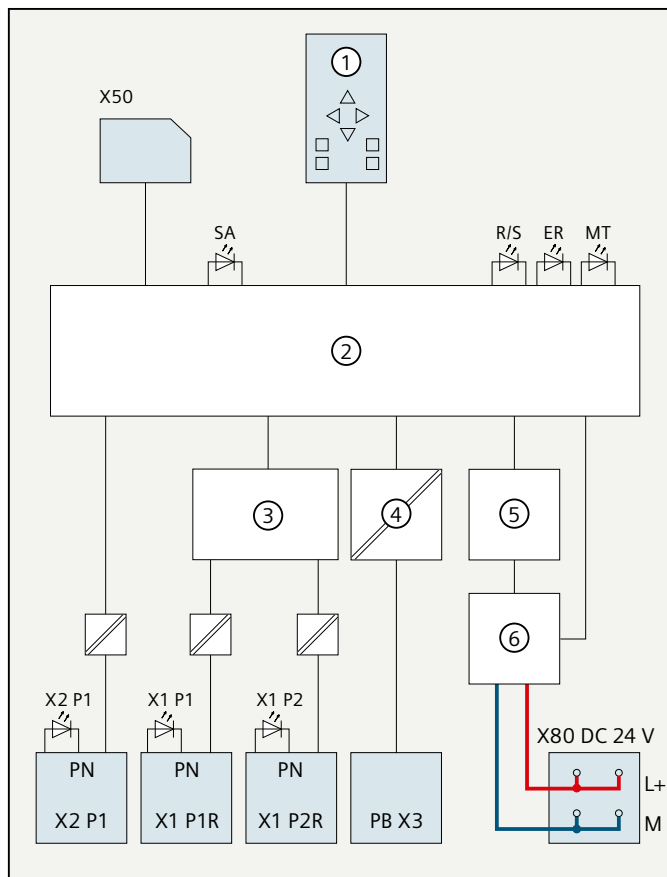 ①
X50
SA
R/S ER MT
②
③
④
⑤
⑥
X2 P1
X1 P1
X1 P2
X80 DC 24 V
PN
PN
PN
L+
X2 P1
X1 P1R
X1 P2R
PB X3
M